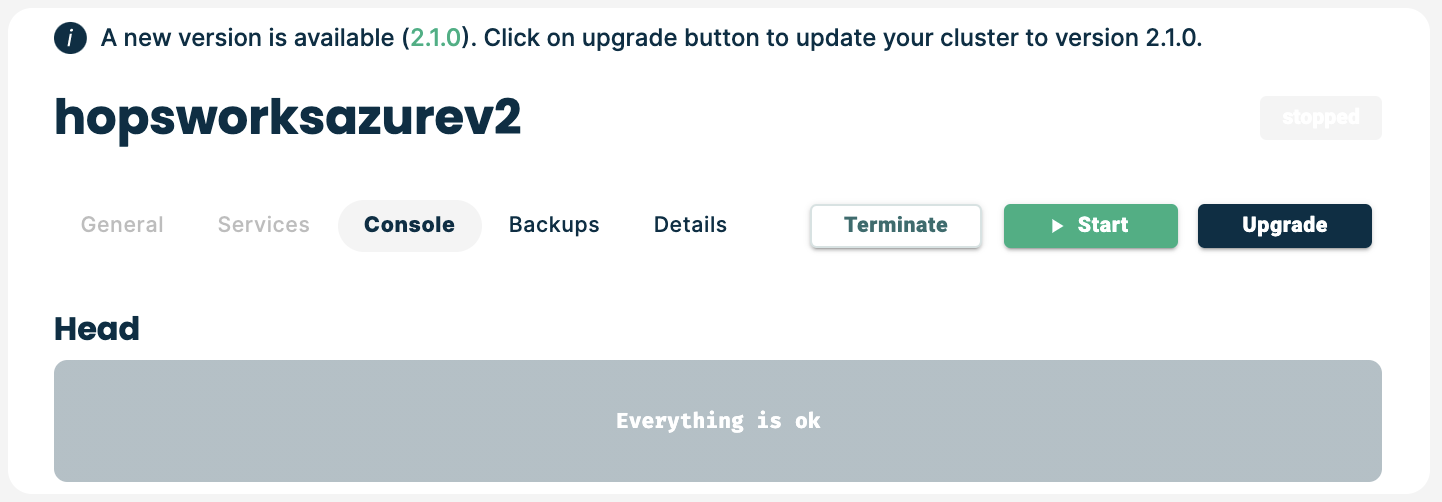 A new version is available (2.1.0). Click on upgrade button to update your cluster to version 2.1.0.
hopsworksazurev2
stopped
General Services Console Backups Details Terminate Start Upgrade
Head
Everything is ok